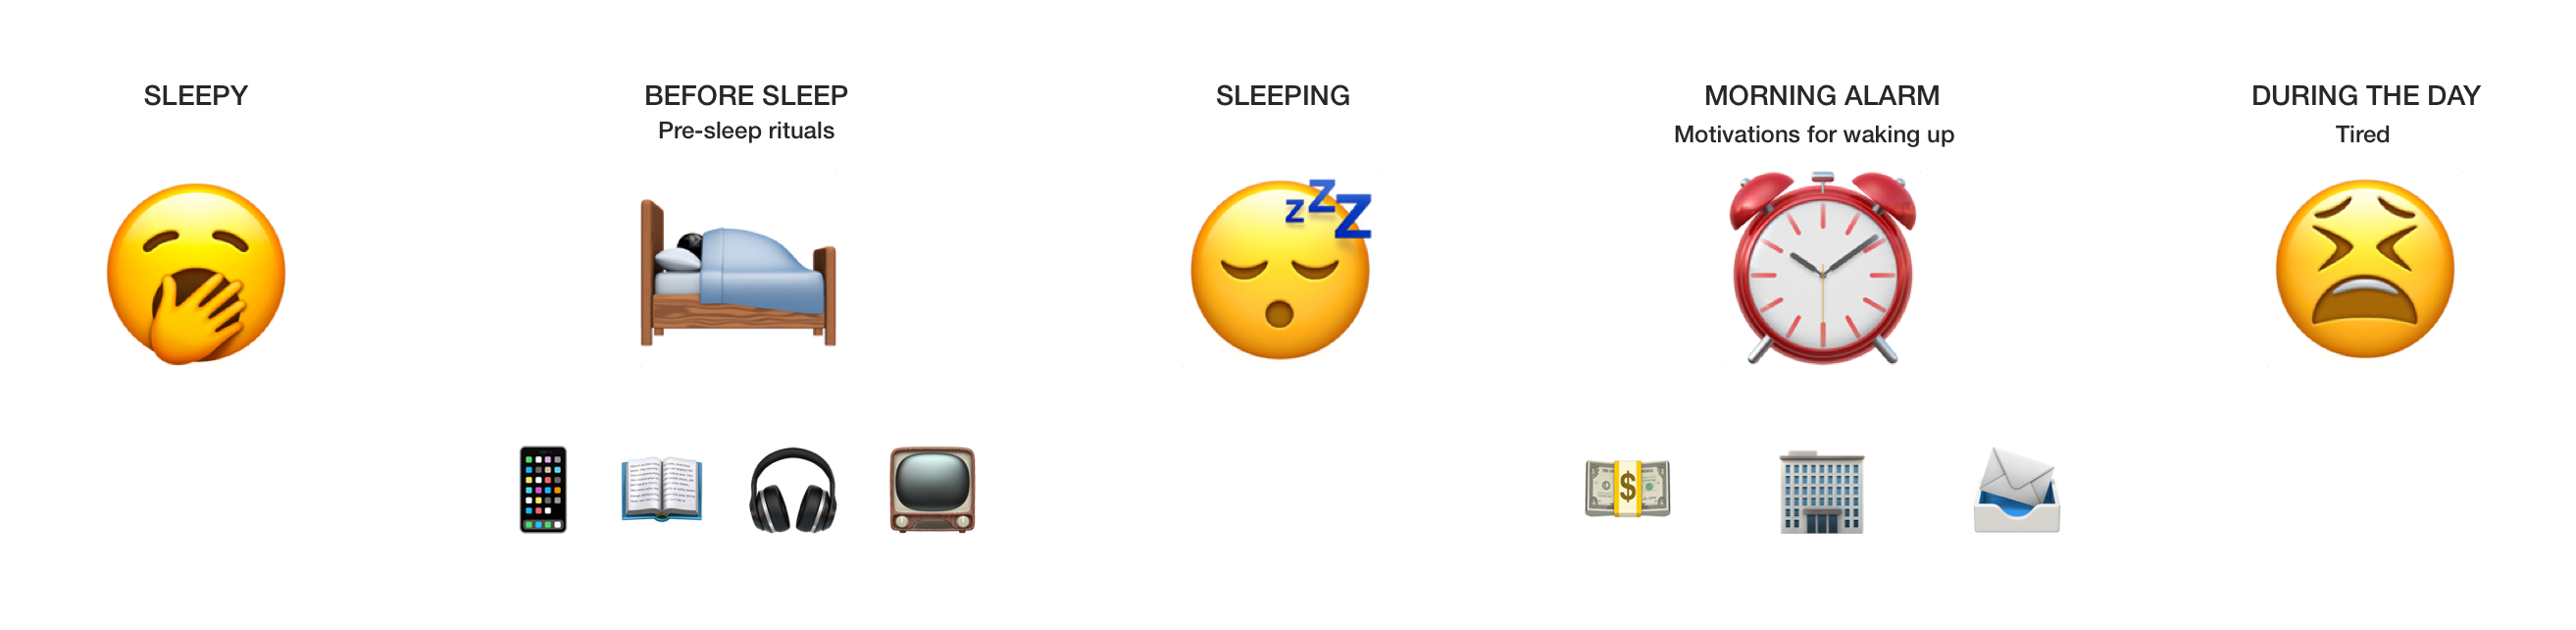 SLEEPY
BEFORE SLEEP
Pre-sleep rituals
SLEEPING
MORNING ALARM
Motivations for waking up
DURING THE DAY
Tired
z
Z
Z
$